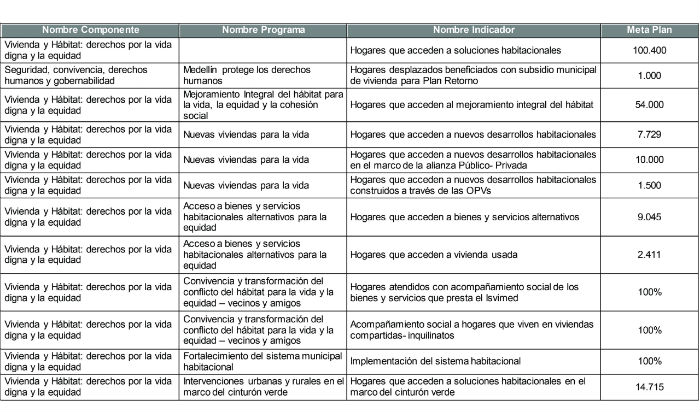 Nombre Componente Nombre Programa Nombre Indicador Meta Plan
Vivienda y Hábitat: derechos por la vida
digna y la equidad
Hogares que acceden a soluciones habitacionales
100.400
Seguridad, convivencia, derechos
humanos y gobernabilidad
Medellín protege los derechos
humanos
Hogares desplazados beneficiados con subsidio municipal
de vivienda para Plan Retorno
1.000
Vivienda y Hábitat: derechos por la vida
digna y la equidad
Mejoramiento Integral del hábitat para
la vida, la equidad y la cohesión
social
Hogares que acceden al mejoramiento integral del hábitat
54.000
Vivienda y Hábitat: derechos por la vida
digna y la equidad
Nuevas viviendas para la vida
Hogares que acceden a nuevos desarrollos habitacionales
7.729
Vivienda y Hábitat: derechos por la vida
digna y la equidad
Nuevas viviendas para la vida
Hogares que acceden a nuevos desarrollos habitacionales
en el marco de la alianza Público- Privada
10.000
Vivienda y Hábitat: derechos por la vida
digna y la equidad
Nuevas viviendas para la vida
Hogares que acceden a nuevos desarrollos habitacionales
construidos a través de las OPVs
1.500
Vivienda y Hábitat: derechos por la vida
digna y la equidad
Acceso a bienes y servicios
habitacionales alternativos para la
equidad
Hogares que acceden a bienes y servicios alternativos
9.045
Vivienda y Hábitat: derechos por la vida
digna y la equidad
Acceso a bienes y servicios
habitacionales alternativos para la
equidad
Hogares que acceden a vivienda usada
2.411
Vivienda y Hábitat: derechos por la vida
digna y la equidad
Convivencia y transformación del
conflicto del hábitat para la vida y la
equidad – vecinos y amigos
Hogares atendidos con acompañamiento social de los
bienes y servicios que presta el Isvimed
100%
Vivienda y Hábitat: derechos por la vida
digna y la equidad
Convivencia y transformación del
conflicto del hábitat para la vida y la
equidad – vecinos y amigos
Acompañamiento social a hogares que viven en viviendas
compartidas- inquilinatos
100%
Vivienda y Hábitat: derechos por la vida
digna y la equidad
Fortalecimiento del sistema municipal
habitacional
Implementación del sistema habitacional
100%
Vivienda y Hábitat: derechos por la vida
digna y la equidad
Intervenciones urbanas y rurales en el
marco del cinturón verde
Hogares que acceden a soluciones habitacionales en el
marco del cinturón verde
14.715